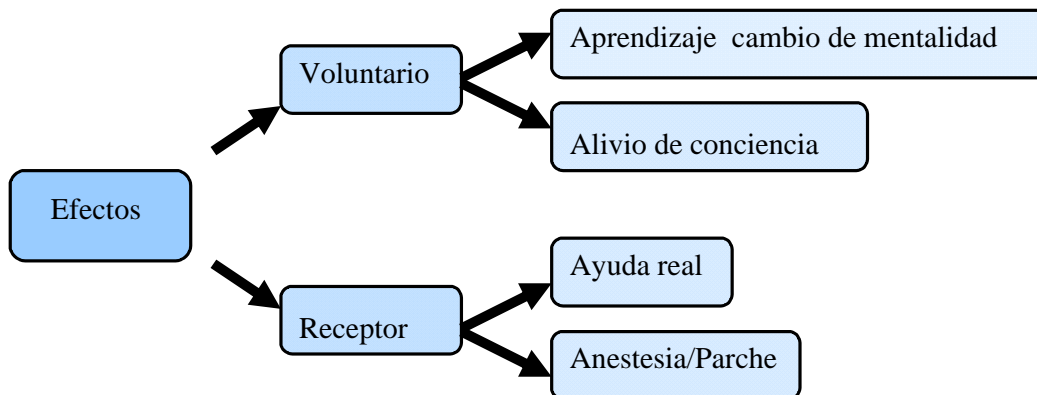 Efectos
Voluntario
Aprendizaje cambio de mentalidad
Alivio de conciencia
Receptor
Ayuda real
Anestesia/Parche